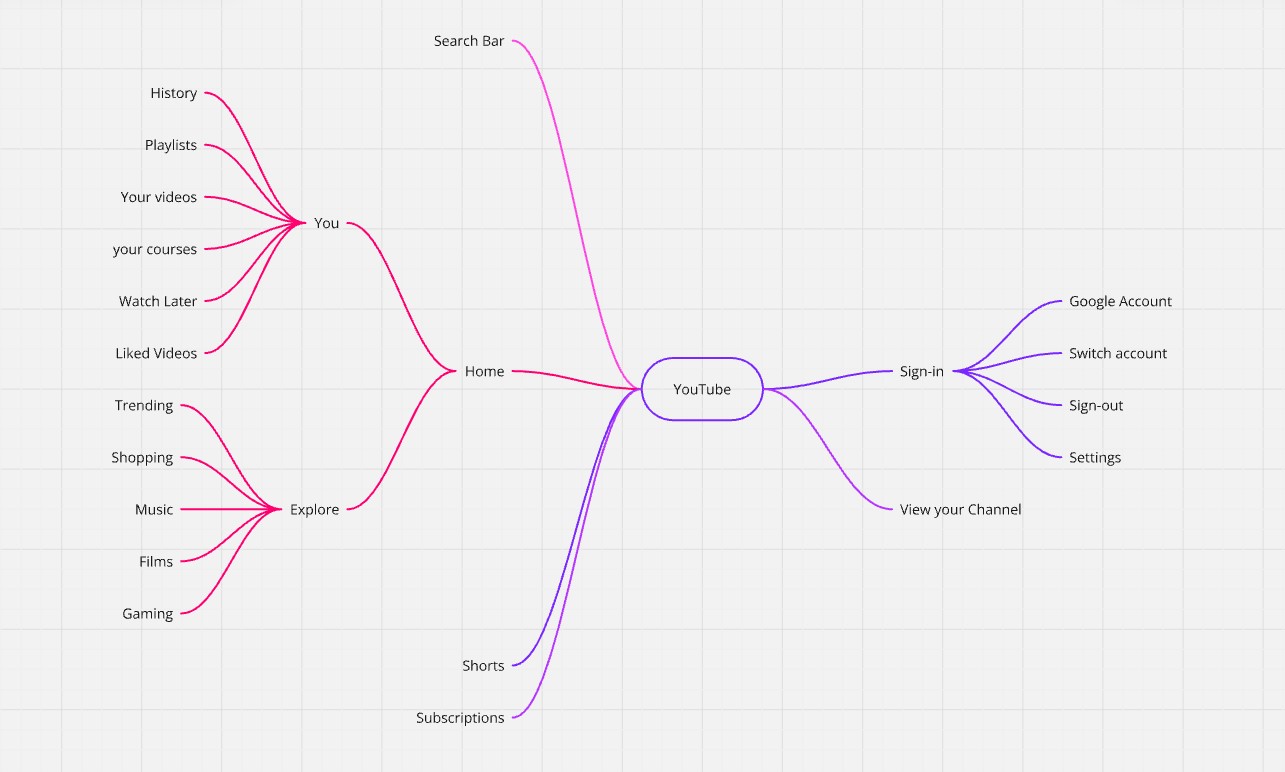 Search Bar
History
Playlists
Your videos
your courses
Watch Later
Liked Videos
You
Trending
Shopping
Music
Films
Gaming
Explore
Home
Shorts
Subscriptions
YouTube
Sign-in
Google Account
Switch account
Sign-out
Settings
View your Channel